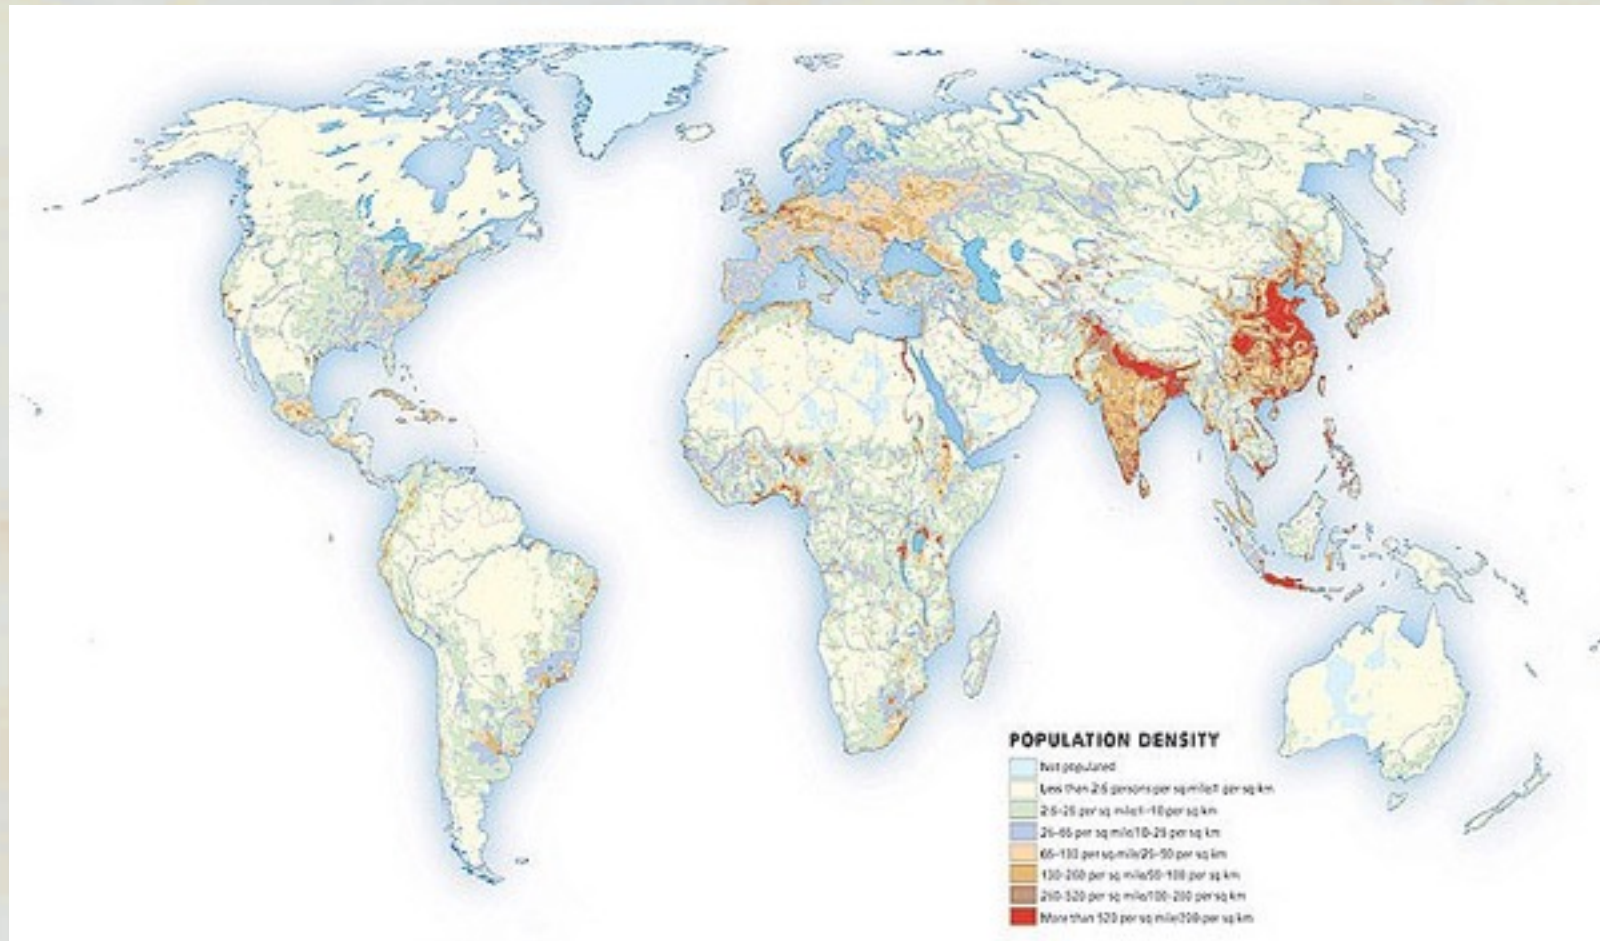 POPULATION DENSITY
Not populated
Less than 2.6 persons per sq mile/1 per sq km
2.6-26 per sq mile/1-10 per sq km
26-65 per sq mile/10-25 per sq km
65-130 per sq mile/25-50 per sq km
130-260 per sq mile/50-100 per sq km
260-520 per sq mile/100-200 per sq km
More than 520 per sq mile/200 per sq km